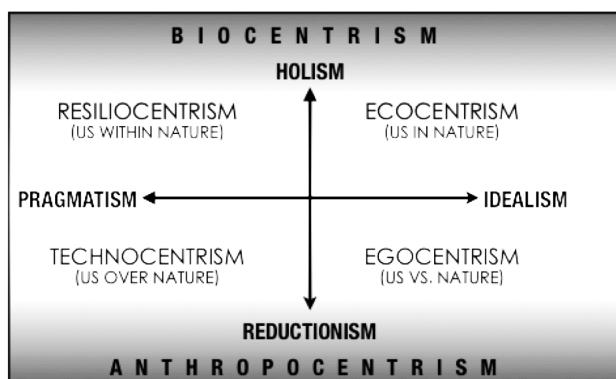 BIOCENTRISM
HOLISM
RESILIOCENTRISM
(US WITHIN NATURE)
ECOCENTRISM
(US IN NATURE)
PRAGMATISM
IDEALISM
TECHNOCENTRISM
(US OVER NATURE)
EGOCENTRISM
(US VS. NATURE)
REDUCTIONISM
ANTHROPOCENTRISM